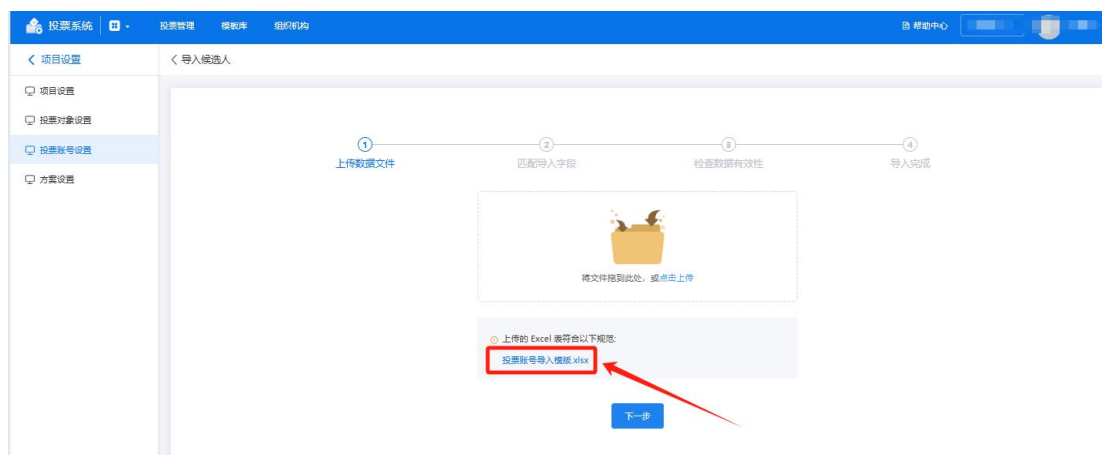 投票系统 投票管理 模板库 组织机构 帮助中心
项目设置 导入候选人
项目设置
投票对象设置
投票账号设置
方案设置
1 2 3 4
上传数据文件 匹配导入字段 检查数据有效性 导入完成
将文件拖到此处，或点击上传
上传的 Excel 表符合以下规范:
投票账号导入模版.xlsx
下一步